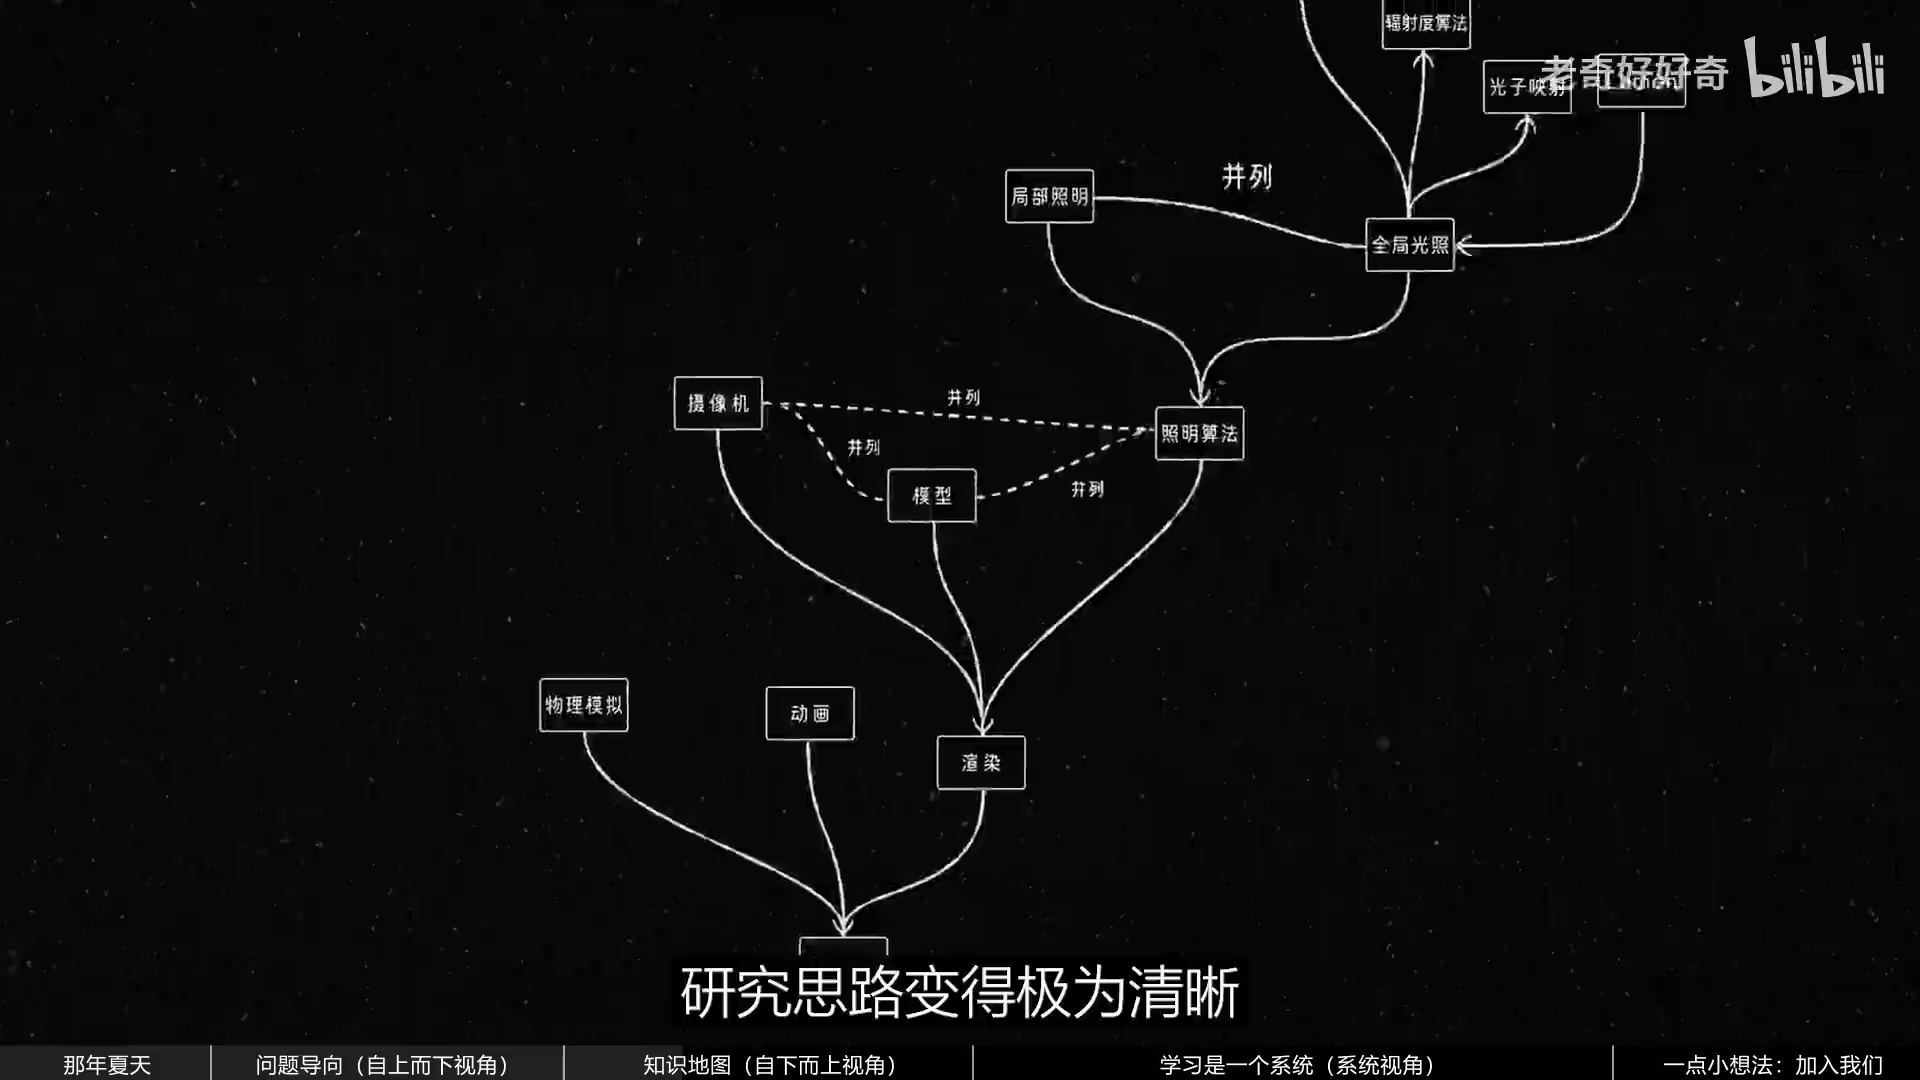 辐射度算法
老奇好好奇 bilibili
光子映射
局部照明
并列
全局光照
摄像机
并列
照明算法
并列
模型
并列
物理模拟
动画
渲染
研究思路变得极为清晰
那年夏天
问题导向（自上而下视角）
知识地图（自下而上视角）
学习是一个系统（系统视角）
一点小想法：加入我们